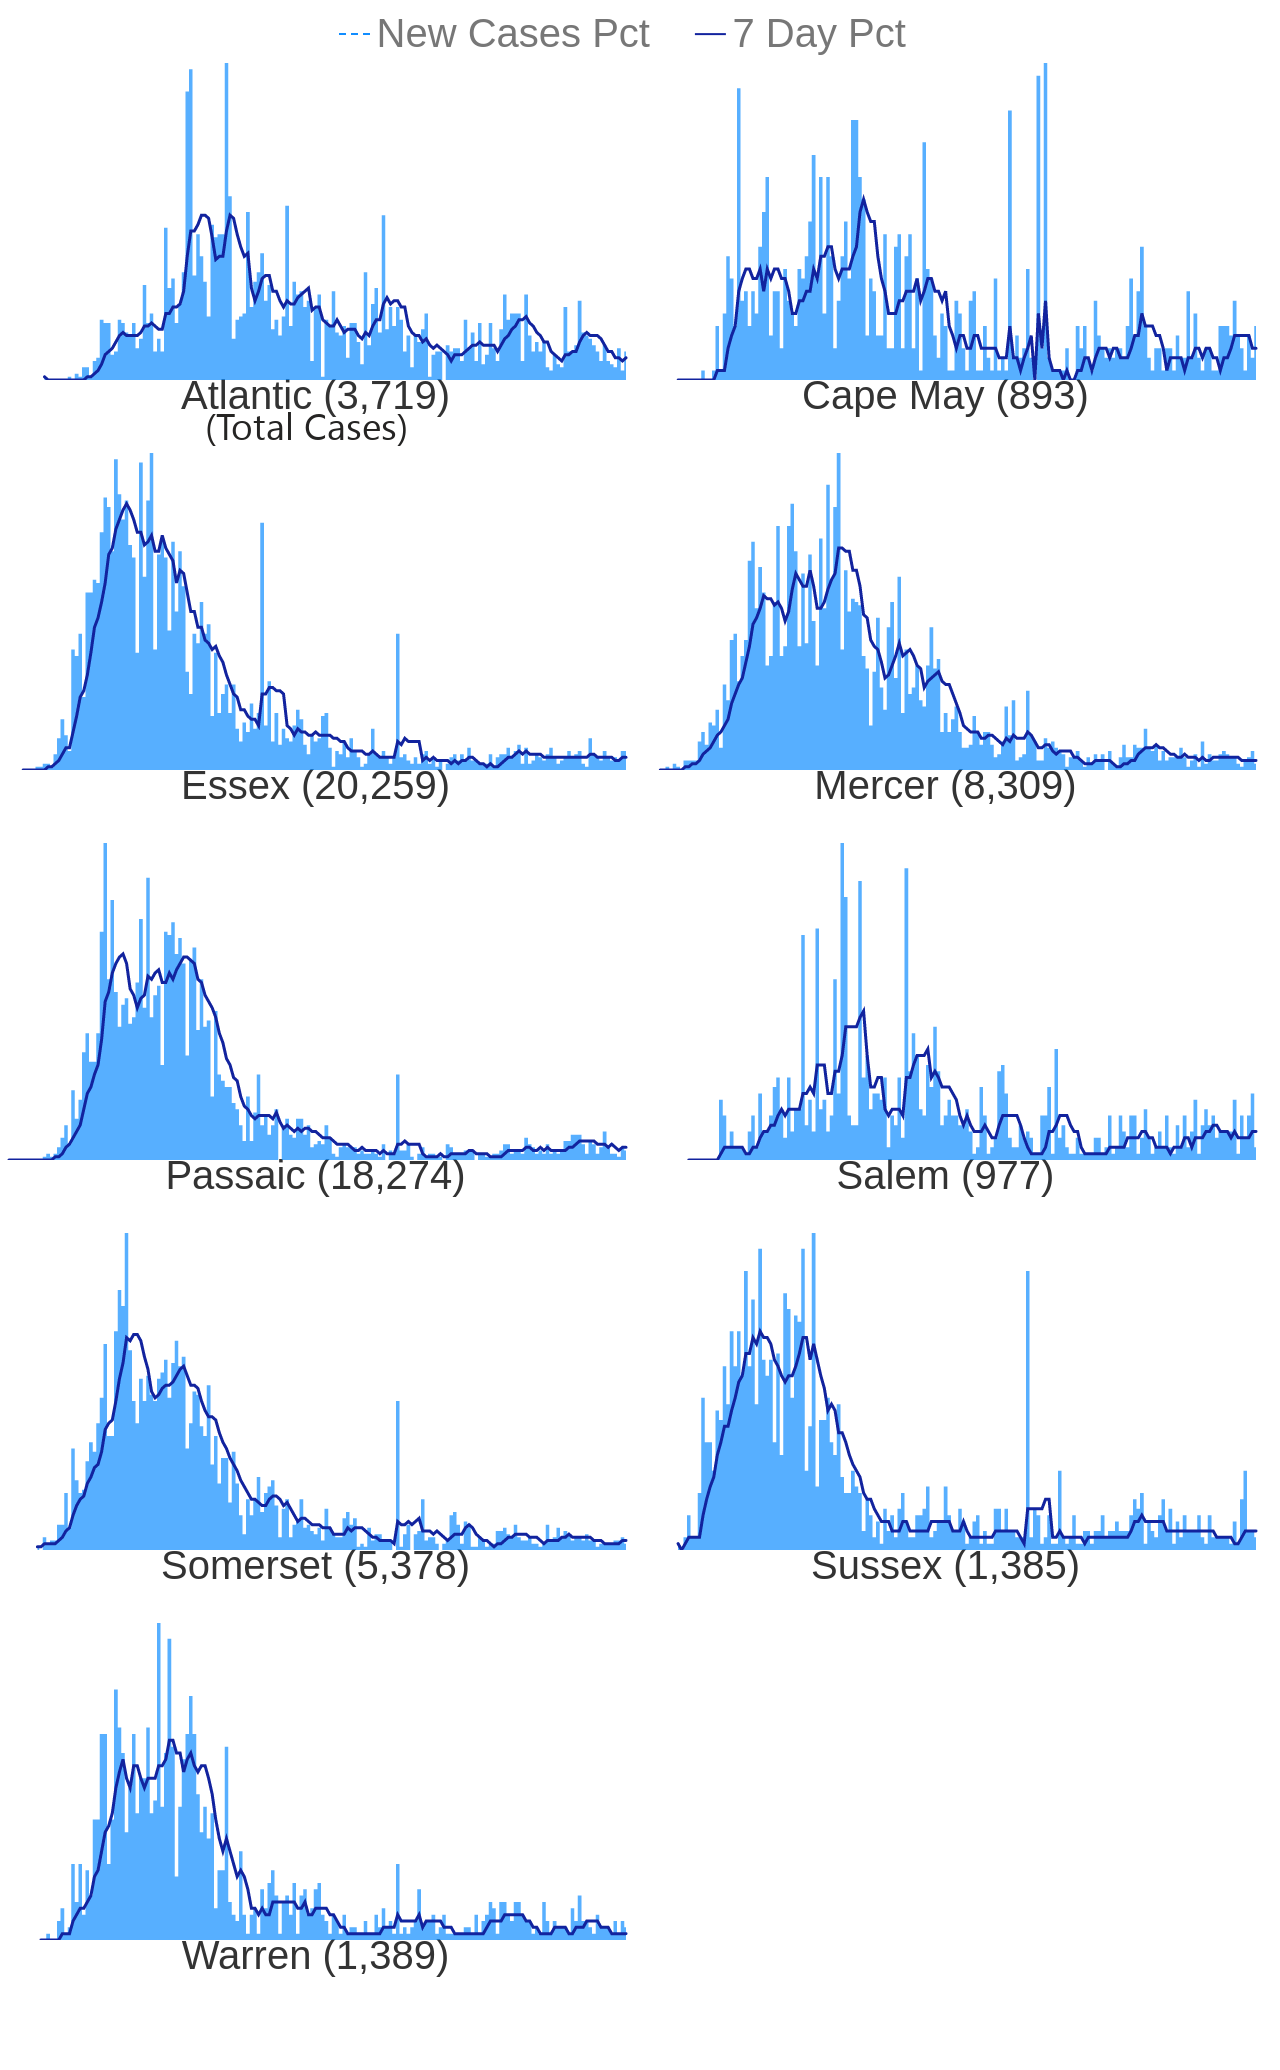 New Cases Pct 7 Day Pct
Atlantic (3,719) Cape May (893)
(Total Cases)
Essex (20,259) Mercer (8,309)
Passaic (18,274) Salem (977)
Somerset (5,378) Sussex (1,385)
Warren (1,389)